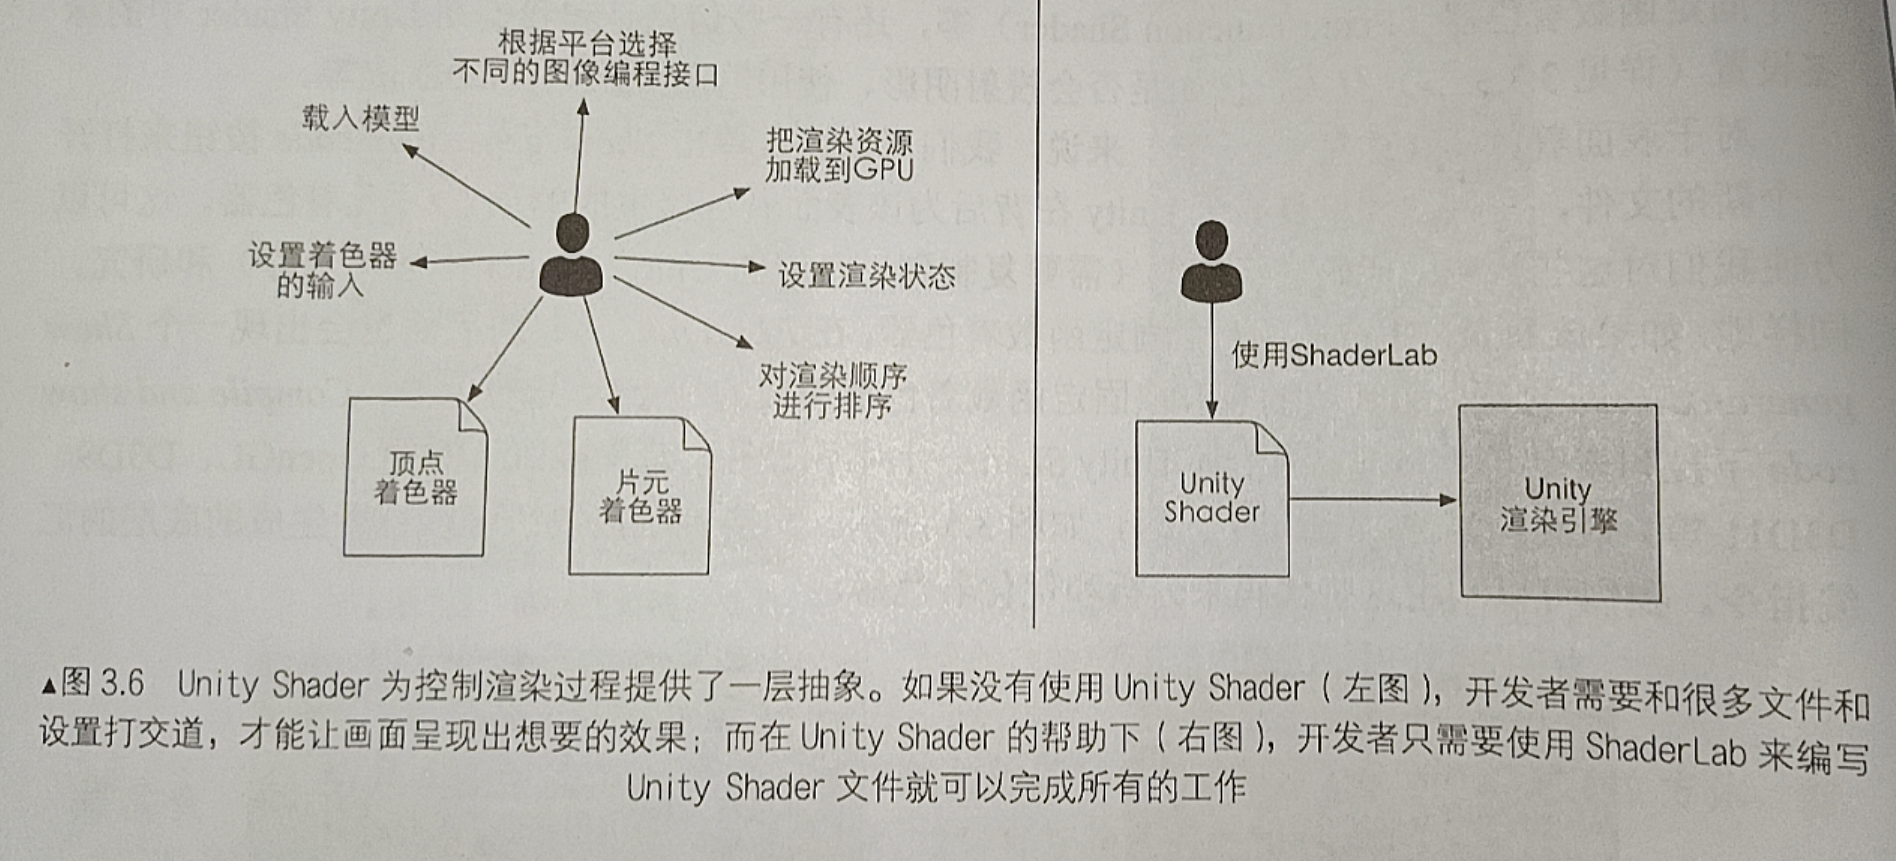 根据平台选择
不同的图像编程接口
载入模型
把渲染资源
加载到GPU
设置着色器
的输入
设置渲染状态
对渲染顺序
进行排序
顶点
着色器
片元
着色器
使用ShaderLab
Unity
Shader
Unity
渲染引擎
▲图 3.6 Unity Shader 为控制渲染过程提供了一层抽象。如果没有使用 Unity Shader（左图），开发者需要和很多文件和
设置打交道，才能让画面呈现出想要的效果；而在 Unity Shader 的帮助下（右图），开发者只需要使用 ShaderLab 来编写
Unity Shader 文件就可以完成所有的工作